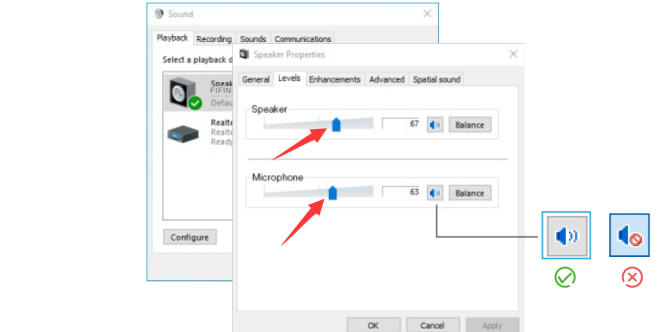 Sound
Playback Recording Sounds Communications
Select a playback d
Speak
FIFIN
Defau
Realte
Realte
Ready
Configure
Speaker Properties
General Levels Enhancements Advanced Spatial sound
Speaker
67 Balance
Microphone
63 Balance
OK Cancel Apply